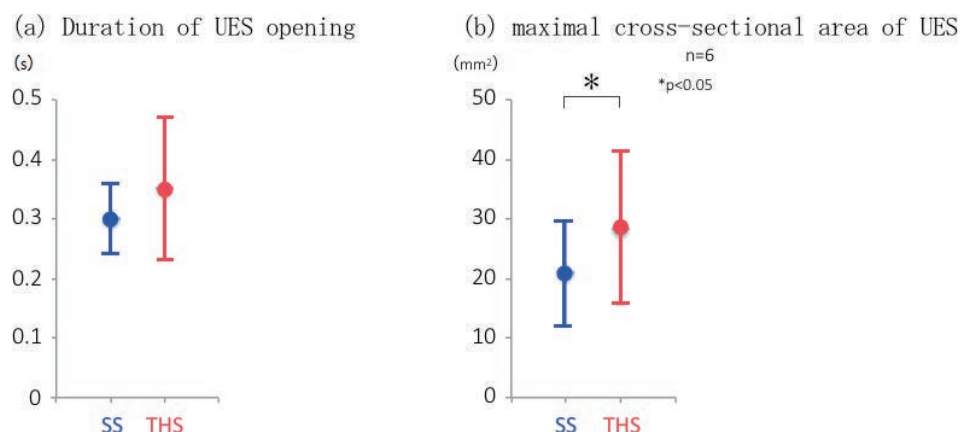 (a) Duration of UES opening
(s)
0.5
0.4
0.3
0.2
0.1
0
SS THS
(b) maximal cross-sectional area of UES
(mm²)
n=6
*p<0.05
*
50
40
30
20
10
0
SS THS